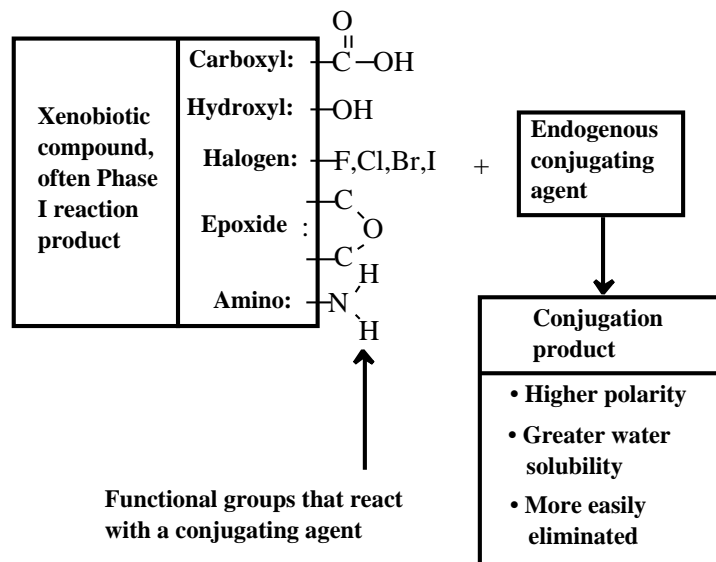 Xenobiotic
compound,
often Phase
I reaction
product
O
Carboxyl: C OH
Hydroxyl: OH
Halogen: F,Cl,Br,I
C
Epoxide : O
C
H
Amino: N
H
+
Endogenous
conjugating
agent
Conjugation
product
• Higher polarity
• Greater water
solubility
• More easily
eliminated
Functional groups that react
with a conjugating agent